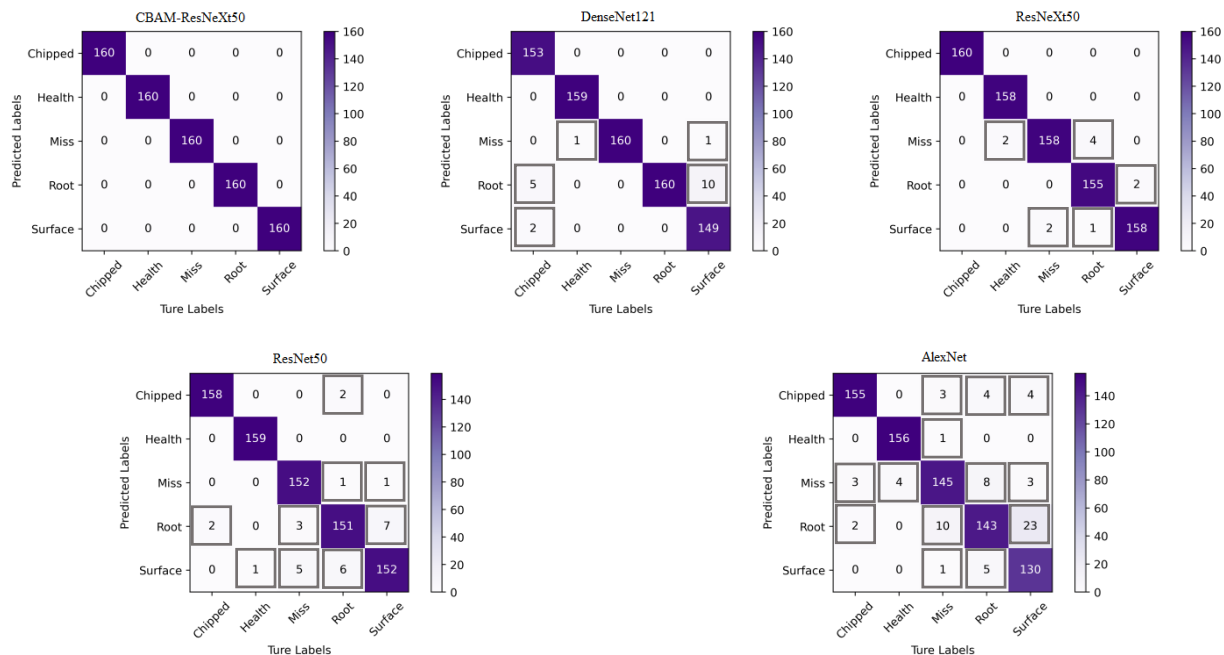 CBAM-ResNeXt50
Predicted Labels
Chipped 160 0 0 0 0
Health 0 160 0 0 0
Miss 0 0 160 0 0
Root 0 0 0 160 0
Surface 0 0 0 0 160
Chipped Health Miss Root Surface
Ture Labels
160
140
120
100
80
60
40
20
0
DenseNet121
Predicted Labels
Chipped 153 0 0 0 0
Health 0 159 0 0 0
Miss 0 1 160 0 1
Root 5 0 0 160 10
Surface 2 0 0 0 149
Chipped Health Miss Root Surface
Ture Labels
160
140
120
100
80
60
40
20
0
ResNeXt50
Predicted Labels
Chipped 160 0 0 0 0
Health 0 158 0 0 0
Miss 0 2 158 4 0
Root 0 0 0 155 2
Surface 0 0 2 1 158
Chipped Health Miss Root Surface
Ture Labels
160
140
120
100
80
60
40
20
0
ResNet50
Predicted Labels
Chipped 158 0 0 2 0
Health 0 159 0 0 0
Miss 0 0 152 1 1
Root 2 0 3 151 7
Surface 0 1 5 6 152
Chipped Health Miss Root Surface
Ture Labels
140
120
100
80
60
40
20
0
AlexNet
Predicted Labels
Chipped 155 0 3 4 4
Health 0 156 1 0 0
Miss 3 4 145 8 3
Root 2 0 10 143 23
Surface 0 0 1 5 130
Chipped Health Miss Root Surface
Ture Labels
140
120
100
80
60
40
20
0